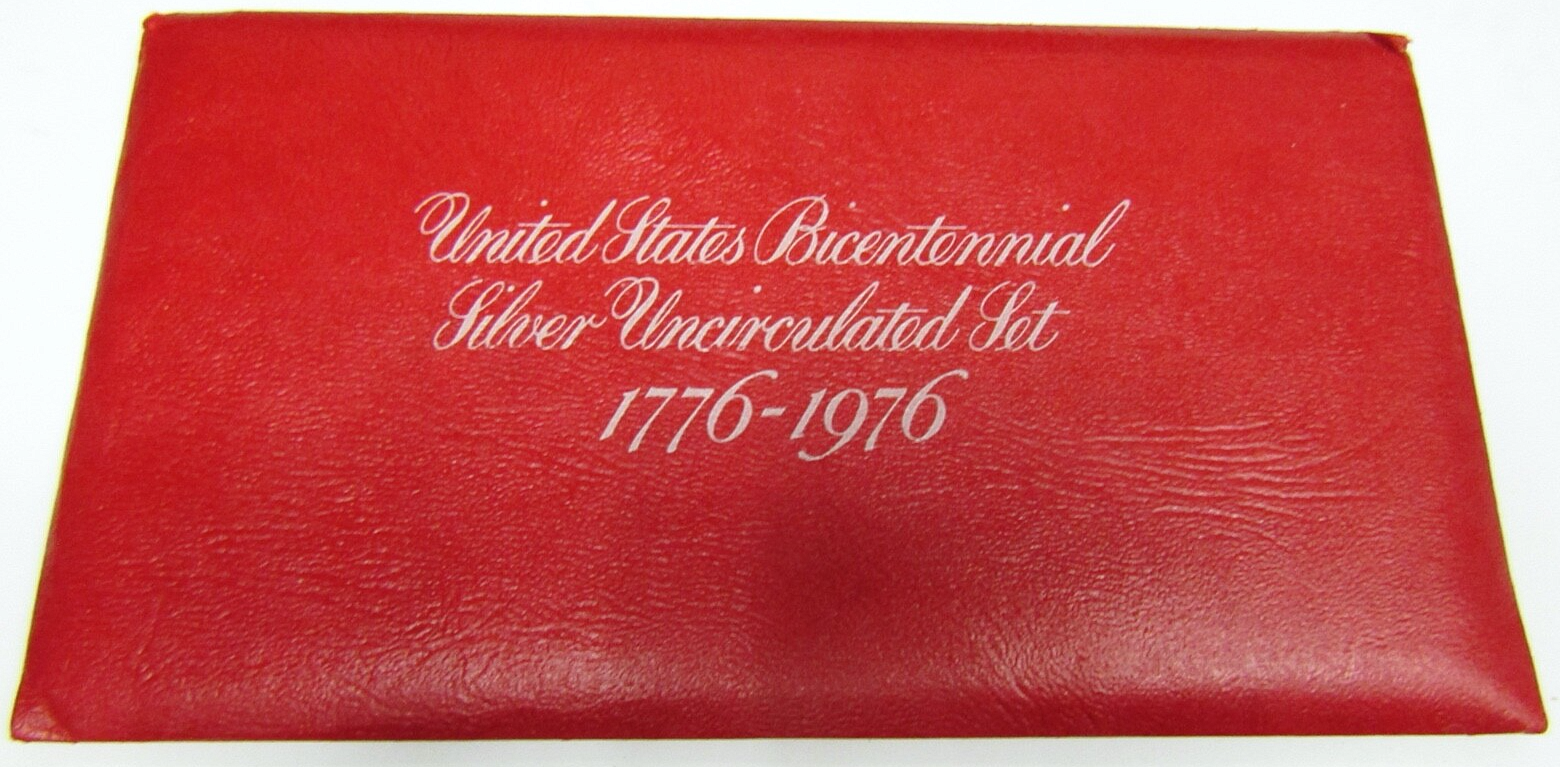 United States Bicentennial
Silver Uncirculated Set
1776-1976